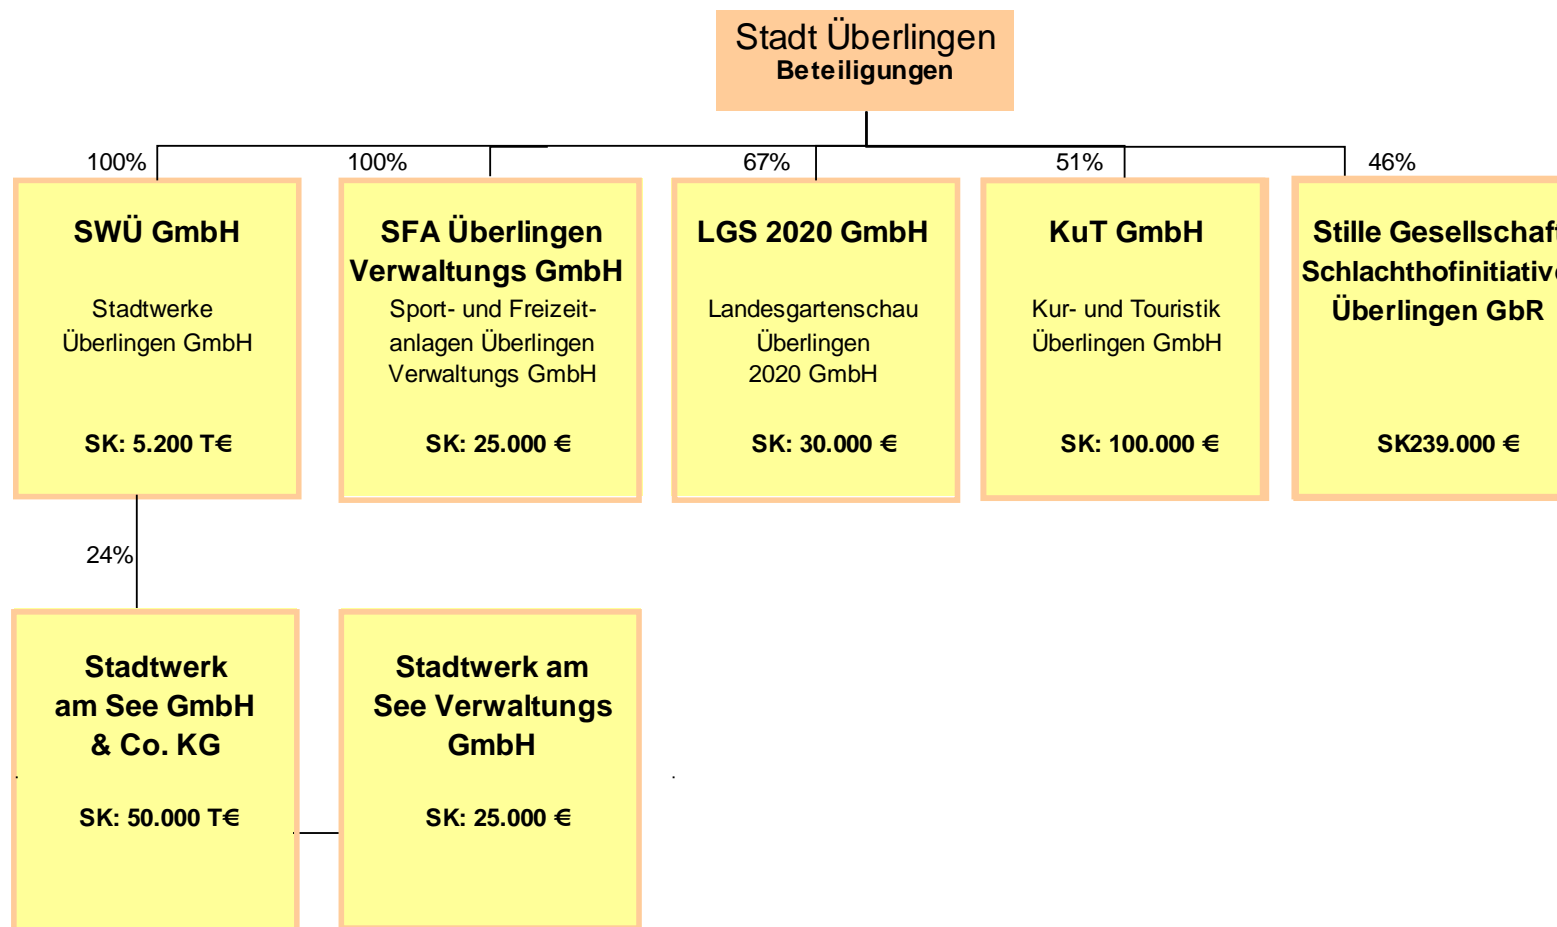 Stadt Überlingen
Beteiligungen
100%
100%
67%
51%
46%
SWÜ GmbH
Stadtwerke
Überlingen GmbH
SK: 5.200 T€
SFA Überlingen
Verwaltungs GmbH
Sport- und Freizeit-
anlagen Überlingen
Verwaltungs GmbH
SK: 25.000 €
LGS 2020 GmbH
Landesgartenschau
Überlingen
2020 GmbH
SK: 30.000 €
KuT GmbH
Kur- und Touristik
Überlingen GmbH
SK: 100.000 €
Stille Gesellschaft
Schlachthofinitiative
Überlingen GbR
SK239.000 €
24%
Stadtwerk
am See GmbH
& Co. KG
SK: 50.000 T€
Stadtwerk am
See Verwaltungs
GmbH
SK: 25.000 €